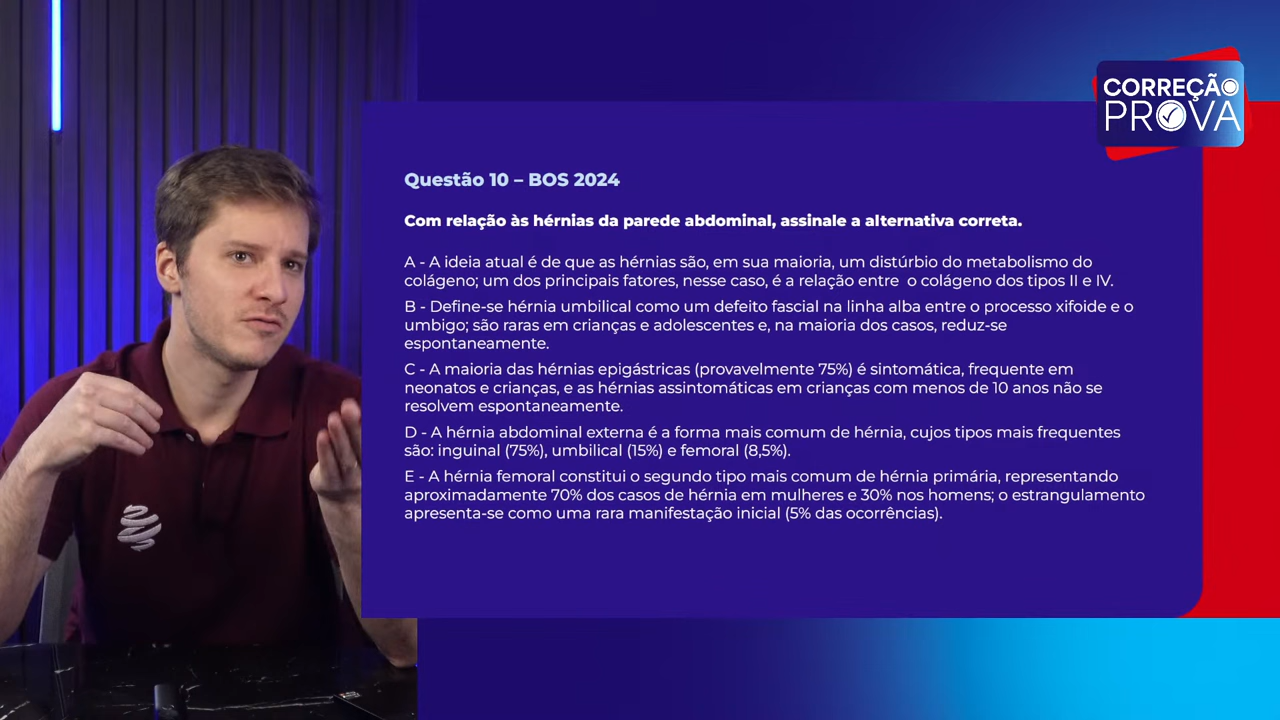 CORREÇÃO
PROVA
Questão 10 – BOS 2024
Com relação às hérnias da parede abdominal, assinale a alternativa correta.
A - A ideia atual é de que as hérnias são, em sua maioria, um distúrbio do metabolismo do
colágeno; um dos principais fatores, nesse caso, é a relação entre  o colágeno dos tipos II e IV.
B - Define-se hérnia umbilical como um defeito fascial na linha alba entre o processo xifoide e o
umbigo; são raras em crianças e adolescentes e, na maioria dos casos, reduz-se
espontaneamente.
C - A maioria das hérnias epigástricas (provavelmente 75%) é sintomática, frequente em
neonatos e crianças, e as hérnias assintomáticas em crianças com menos de 10 anos não se
resolvem espontaneamente.
D - A hérnia abdominal externa é a forma mais comum de hérnia, cujos tipos mais frequentes
são: inguinal (75%), umbilical (15%) e femoral (8,5%).
E - A hérnia femoral constitui o segundo tipo mais comum de hérnia primária, representando
aproximadamente 70% dos casos de hérnia em mulheres e 30% nos homens; o estrangulamento
apresenta-se como uma rara manifestação inicial (5% das ocorrências).